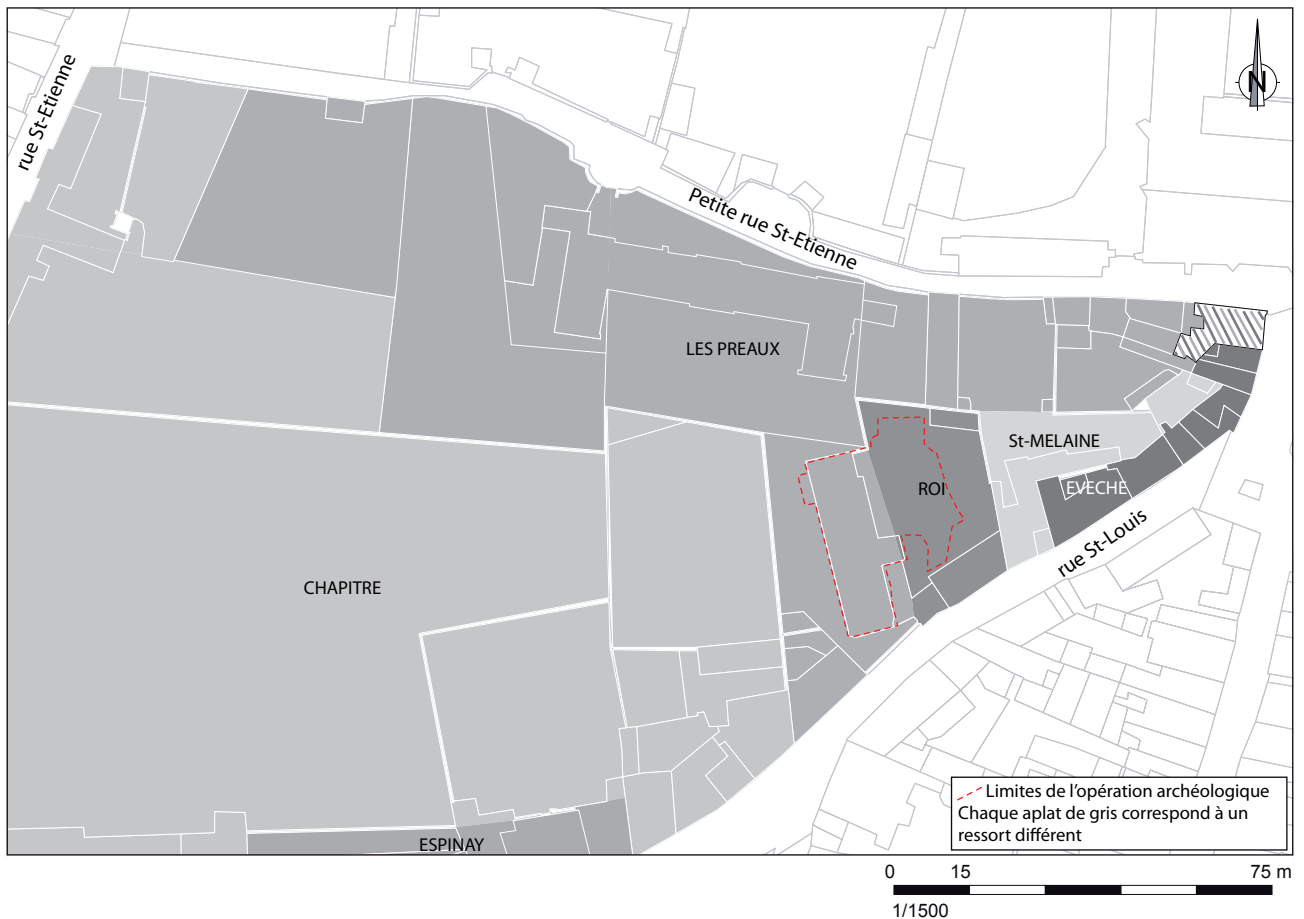 N
rue St-Etienne
Petite rue St-Etienne
LES PREAUX
St-MELAINE
ROI
EVECHE
rue St-Louis
CHAPITRE
ESPINAY
Limites de l'opération archéologique
Chaque aplat de gris correspond à un
ressort différent
0 15 75 m
1/1500